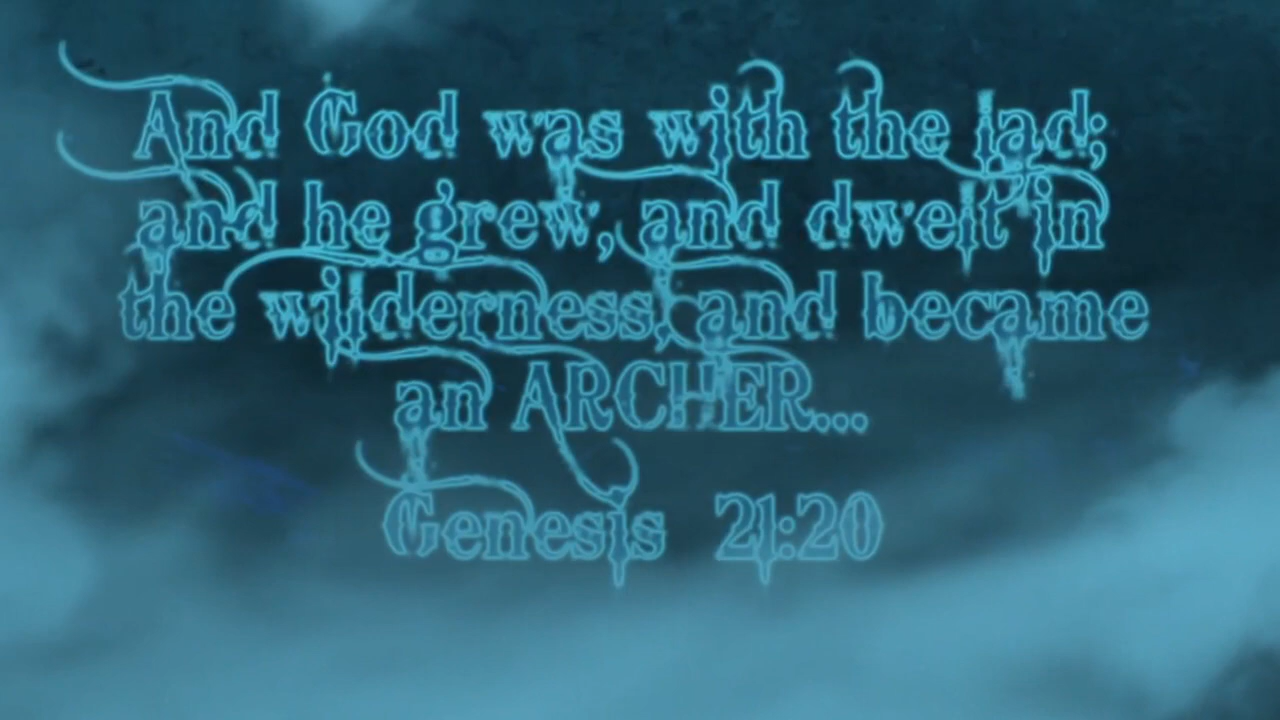 And God was with the lad;
and he grew, and dwelt in
the wilderness, and became
an ARCHER...
Genesis 21:20